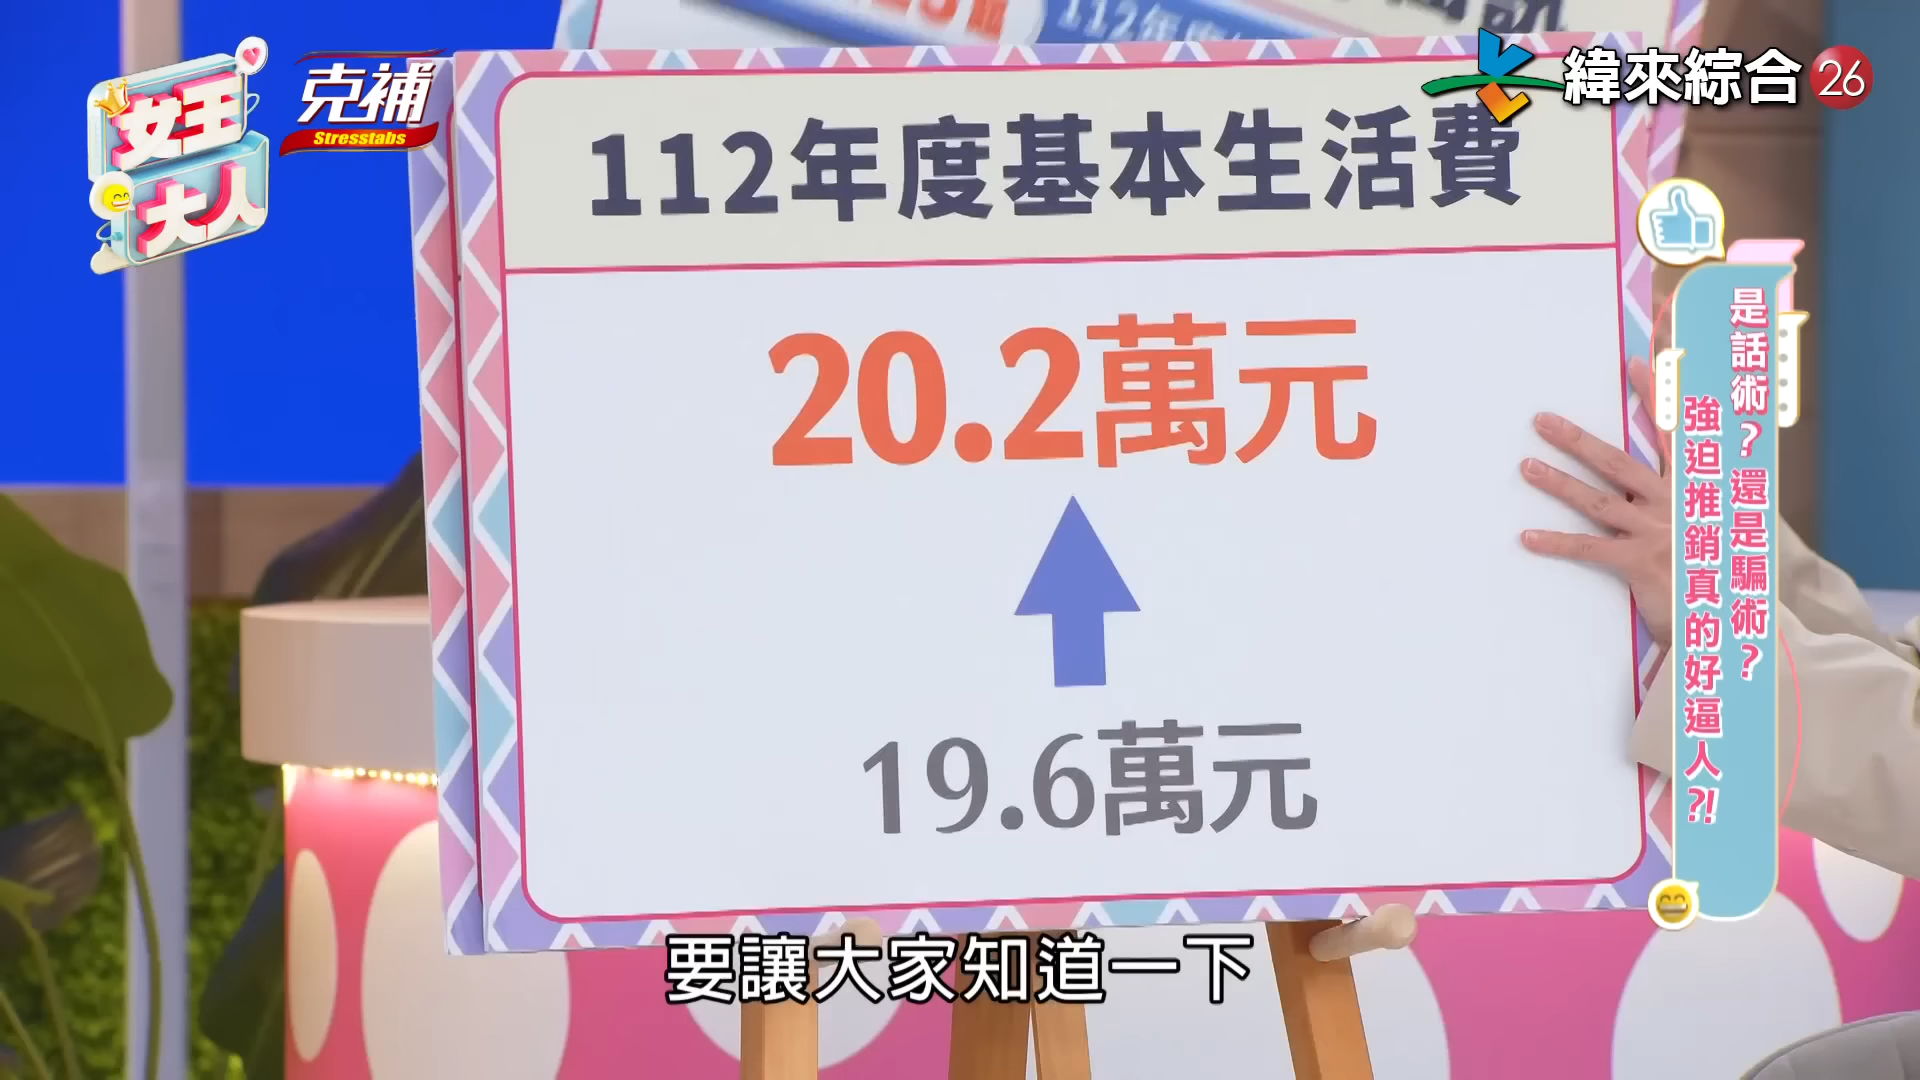 女王
大人
克補
Stresstabs
緯來綜合 26
112年度基本生活費
20.2萬元
19.6萬元
是話術?還是騙術?
強迫推銷真的好逼人?!
要讓大家知道一下